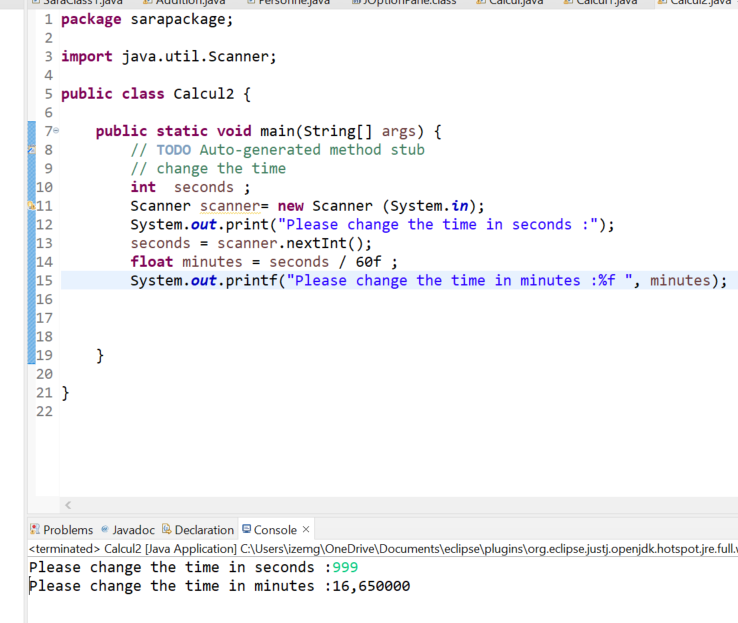 SaraClass1.java Addition.java Personne.java JOptionPane.class Calcul.java Calcul1.java Calcul2.java
1 package sarapackage;
2
3 import java.util.Scanner;
4
5 public class Calcul2 {
6
7 public static void main(String[] args) {
8 // TODO Auto-generated method stub
9 // change the time
10 int  seconds ;
11 Scanner scanner= new Scanner (System.in);
12 System.out.print("Please change the time in seconds :");
13 seconds = scanner.nextInt();
14 float minutes = seconds / 60f ;
15 System.out.printf("Please change the time in minutes :%f ", minutes);
16
17
18
19 }
20
21 }
22
Problems Javadoc Declaration Console
<terminated> Calcul2 [Java Application] C:\Users\izemg\OneDrive\Documents\eclipse\plugins\org.eclipse.justj.openjdk.hotspot.jre.full.
Please change the time in seconds :999
Please change the time in minutes :16,650000